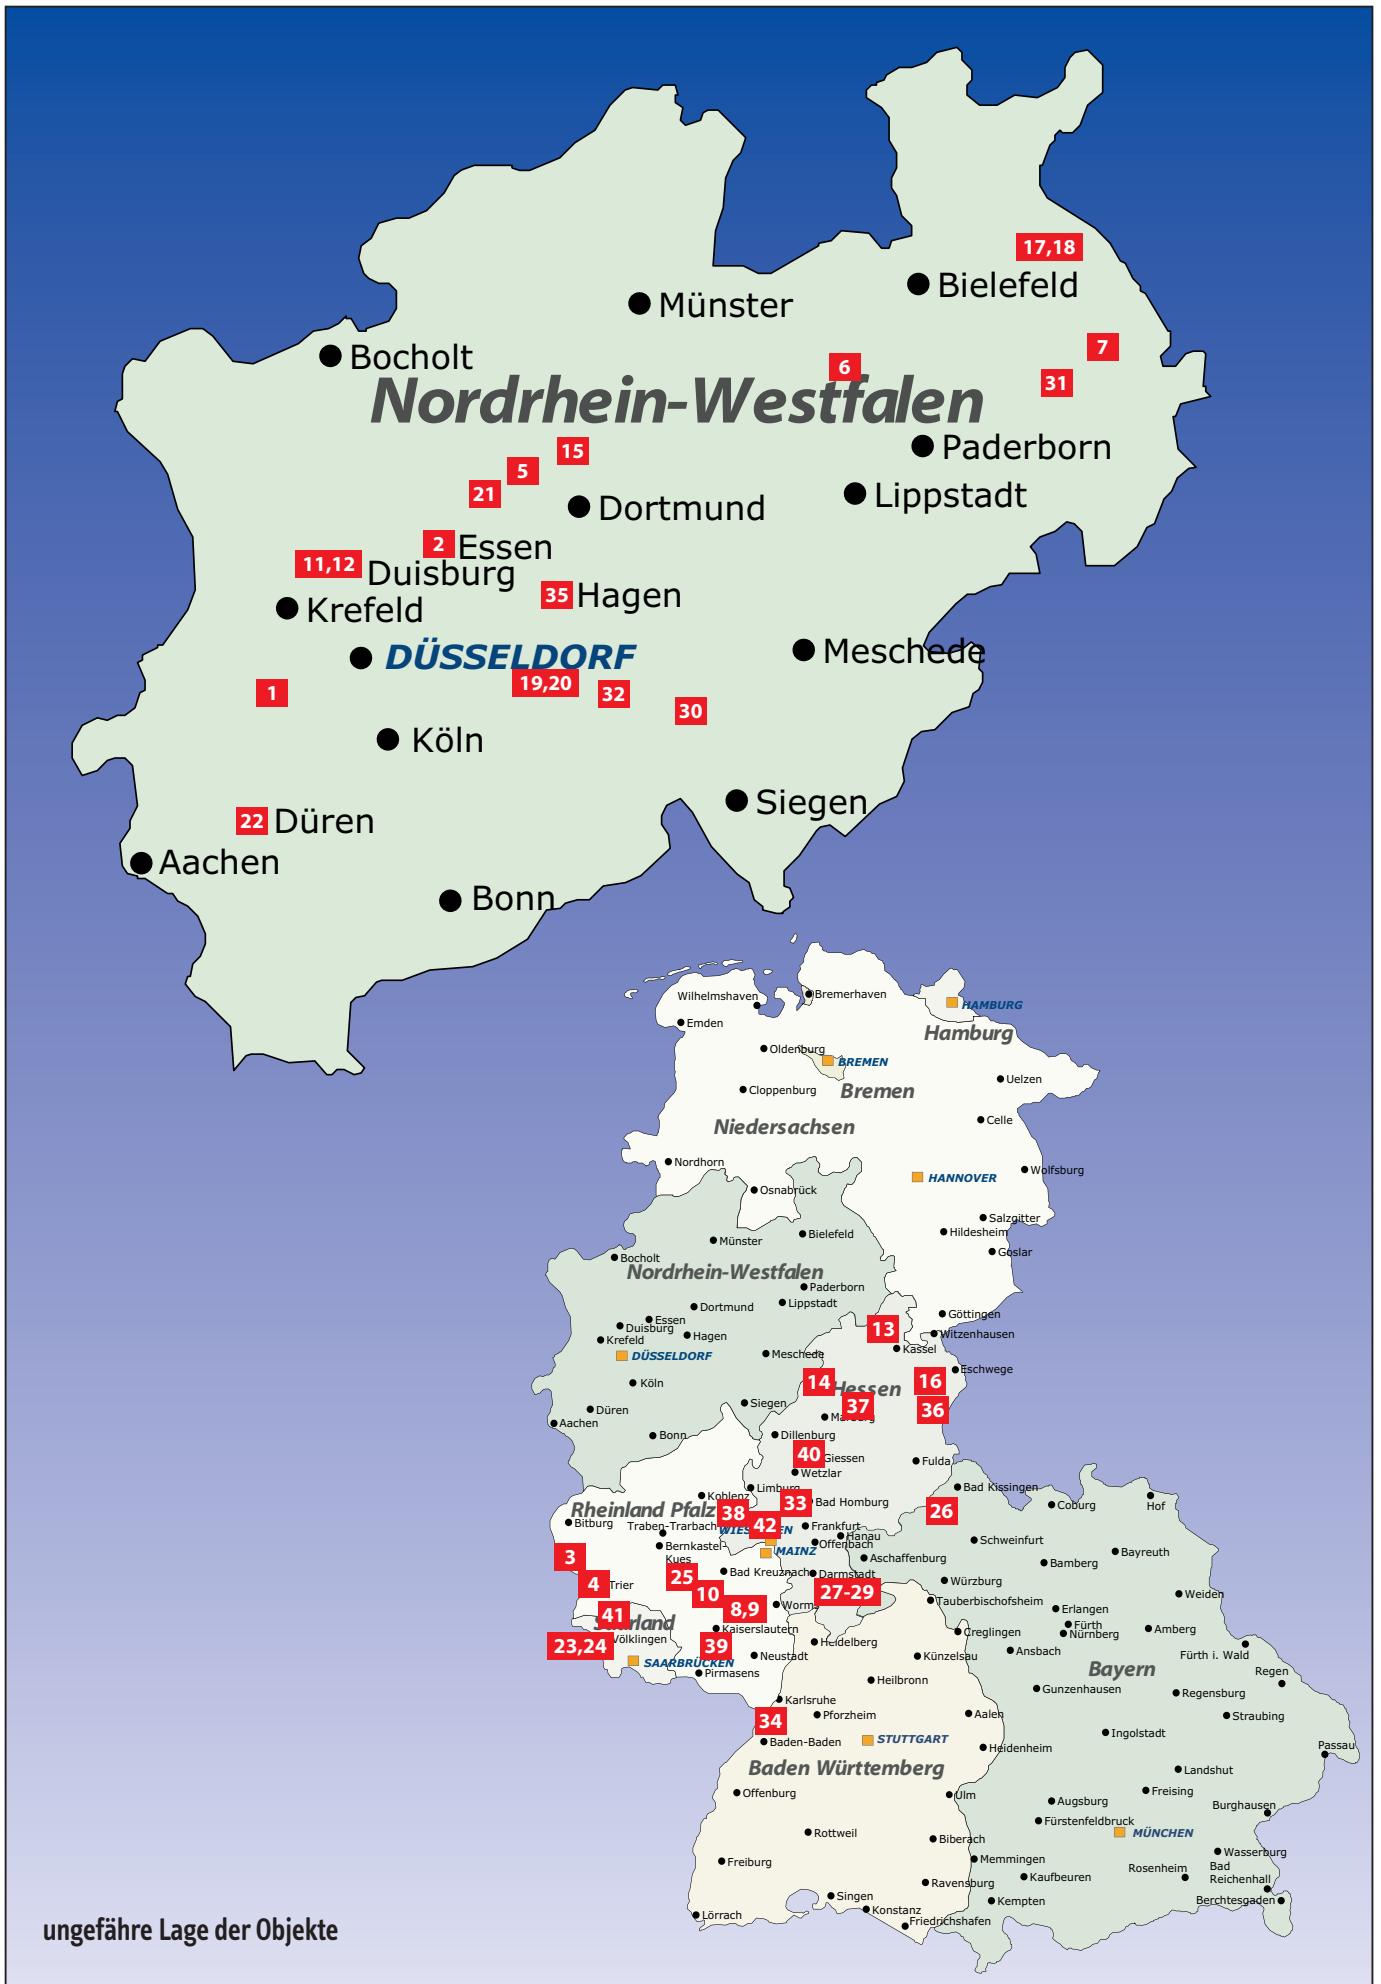 17,18
Bielefeld
Münster
7
Bocholt
6
31
Nordrhein-Westfalen
Paderborn
15
5
21
Lippstadt
Dortmund
2 Essen
11,12 Duisburg
35 Hagen
Krefeld
Meschede
DÜSSELDORF
19,20
32
1
30
Köln
Siegen
22 Düren
Aachen
Bonn
Wilhelmshaven
Bremerhaven
HAMBURG
Emden
Hamburg
Oldenburg
BREMEN
Uelzen
Cloppenburg
Bremen
Celle
Niedersachsen
Nordhorn
Wolfsburg
HANNOVER
Osnabrück
Salzgitter
Hildesheim
Bielefeld
Münster
Goslar
Bocholt
Nordrhein-Westfalen
Paderborn
Lippstadt
Dortmund
Göttingen
Essen
Duisburg
13
Witzenhausen
Hagen
Krefeld
Kassel
Meschede
DÜSSELDORF
Eschwege
14
16
Köln
Hessen
Siegen
37
36
Düren
Marburg
Aachen
Bonn
Dillenburg
40
Giessen
Fulda
Wetzlar
Limburg
Bad Kissingen
Koblenz
33
Bad Homburg
Coburg
Hof
Rheinland Pfalz
38
26
Bitburg
Traben-Trarbach
42
WIESBADEN
Frankfurt
Hanau
Offenbach
Schweinfurt
Bernkastel-
Kues
MAINZ
Bayreuth
3
Aschaffenburg
Bamberg
Bad Kreuznach
Darmstadt
25
4
Trier
Würzburg
10
27-29
Weiden
Tauberbischofsheim
8,9
Worms
Erlangen
41
Saarland
Fürth
Kaiserslautern
Creglingen
Nürnberg
Amberg
Völklingen
23,24
39
Heidelberg
Ansbach
Fürth i. Wald
Neustadt
Künzelsau
SAARBRÜCKEN
Bayern
Regen
Pirmasens
Heilbronn
Gunzenhausen
Regensburg
Karlsruhe
Pforzheim
Aalen
Straubing
34
Ingolstadt
Baden-Baden
STUTTGART
Heidenheim
Passau
Baden Württemberg
Landshut
Offenburg
Ulm
Freising
Augsburg
Burghausen
Fürstenfeldbruck
Rottweil
Biberach
MÜNCHEN
Wasserburg
Freiburg
Memmingen
Rosenheim
Bad
Reichenhall
Kaufbeuren
Ravensburg
Singen
Kempten
Berchtesgaden
Konstanz
Lörrach
Friedrichshafen
ungefähre Lage der Objekte